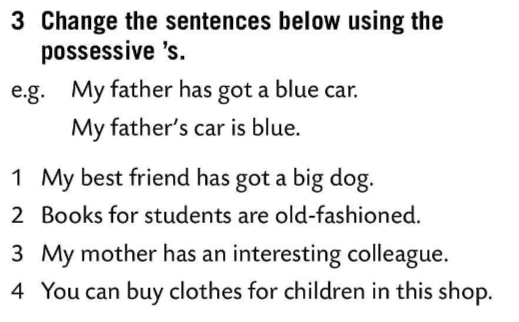 3 Change the sentences below using the
possessive ’s.
e.g. My father has got a blue car.
My father's car is blue.
1 My best friend has got a big dog.
2 Books for students are old-fashioned.
3 My mother has an interesting colleague.
4 You can buy clothes for children in this shop.